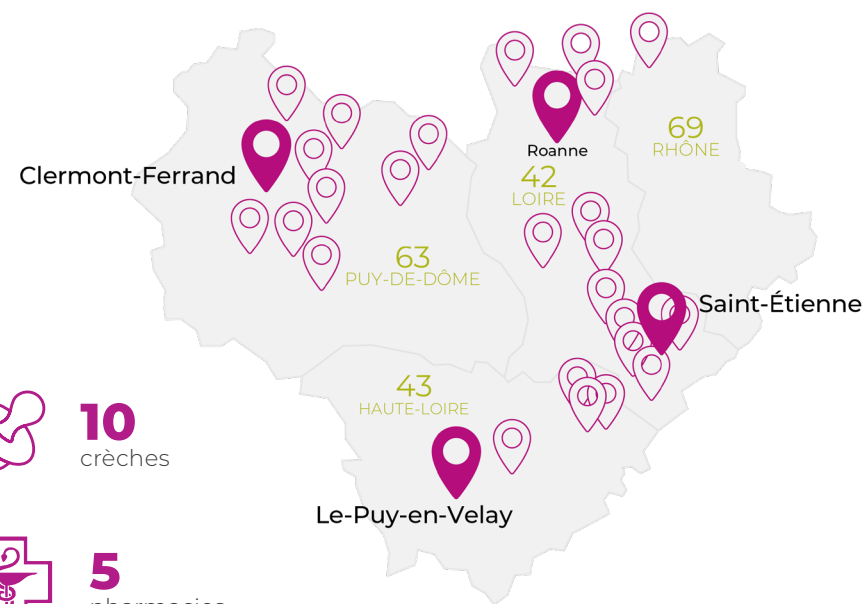 69
RHÔNE
Roanne
Clermont-Ferrand
42
LOIRE
63
PUY-DE-DÔME
Saint-Étienne
43
HAUTE-LOIRE
10
crèches
Le-Puy-en-Velay
5
pharmacies